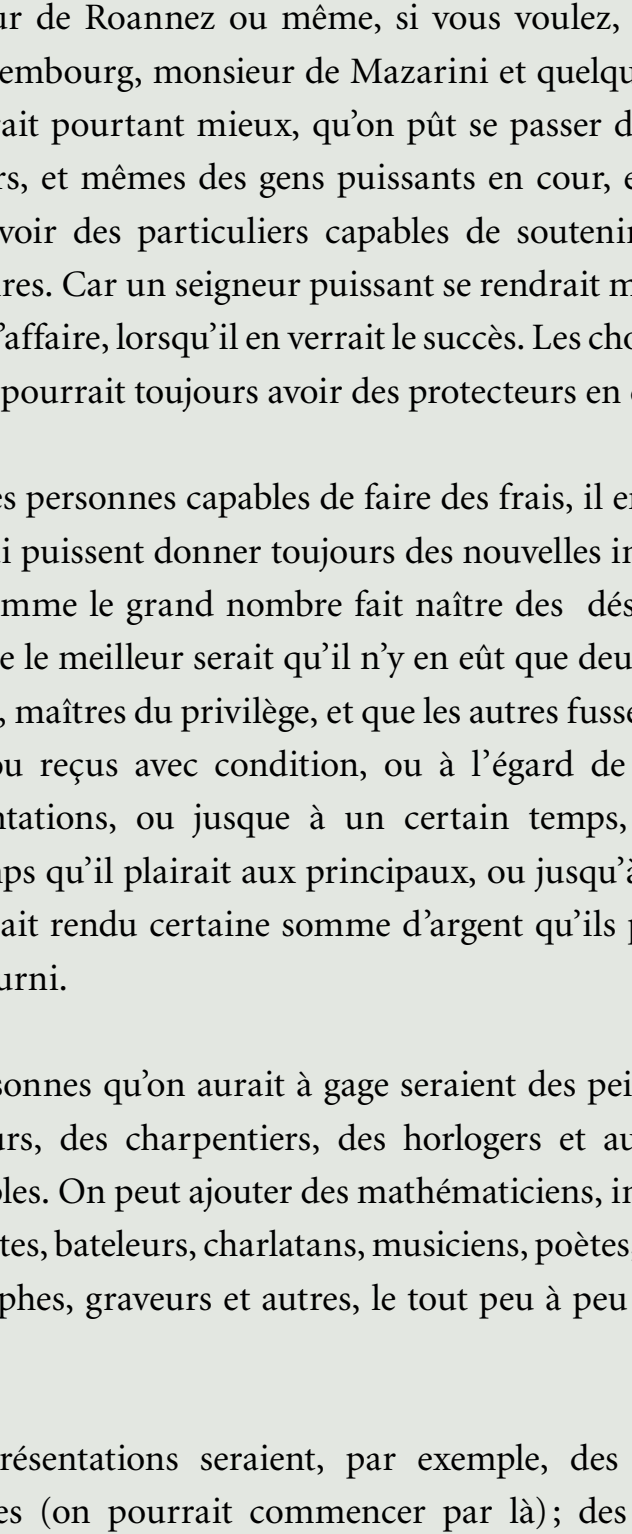 ur de Roannez ou même, si vous voulez,
embourg, monsieur de Mazarini et quelqu
ait pourtant mieux, qu’on pût se passer d
rs, et mêmes des gens puissants en cour, e
voir des particuliers capables de soutenir
res. Car un seigneur puissant se rendrait m
’affaire, lorsqu’il en verrait le succès. Les cho
pourrait toujours avoir des protecteurs en c
es personnes capables de faire des frais, il en
i puissent donner toujours des nouvelles in
mme le grand nombre fait naître des dés
e le meilleur serait qu’il n’y en eût que deu
, maîtres du privilège, et que les autres fusse
ou reçus avec condition, ou à l’égard de
ntations, ou jusque à un certain temps,
ps qu’il plairait aux principaux, ou jusqu’à
ait rendu certaine somme d’argent qu’ils p
urni.
sonnes qu’on aurait à gage seraient des pei
urs, des charpentiers, des horlogers et au
les. On peut ajouter des mathématiciens, in
tes, bateleurs, charlatans, musiciens, poètes,
phes, graveurs et autres, le tout peu à peu
résentations seraient, par exemple, des
es (on pourrait commencer par là) ; des